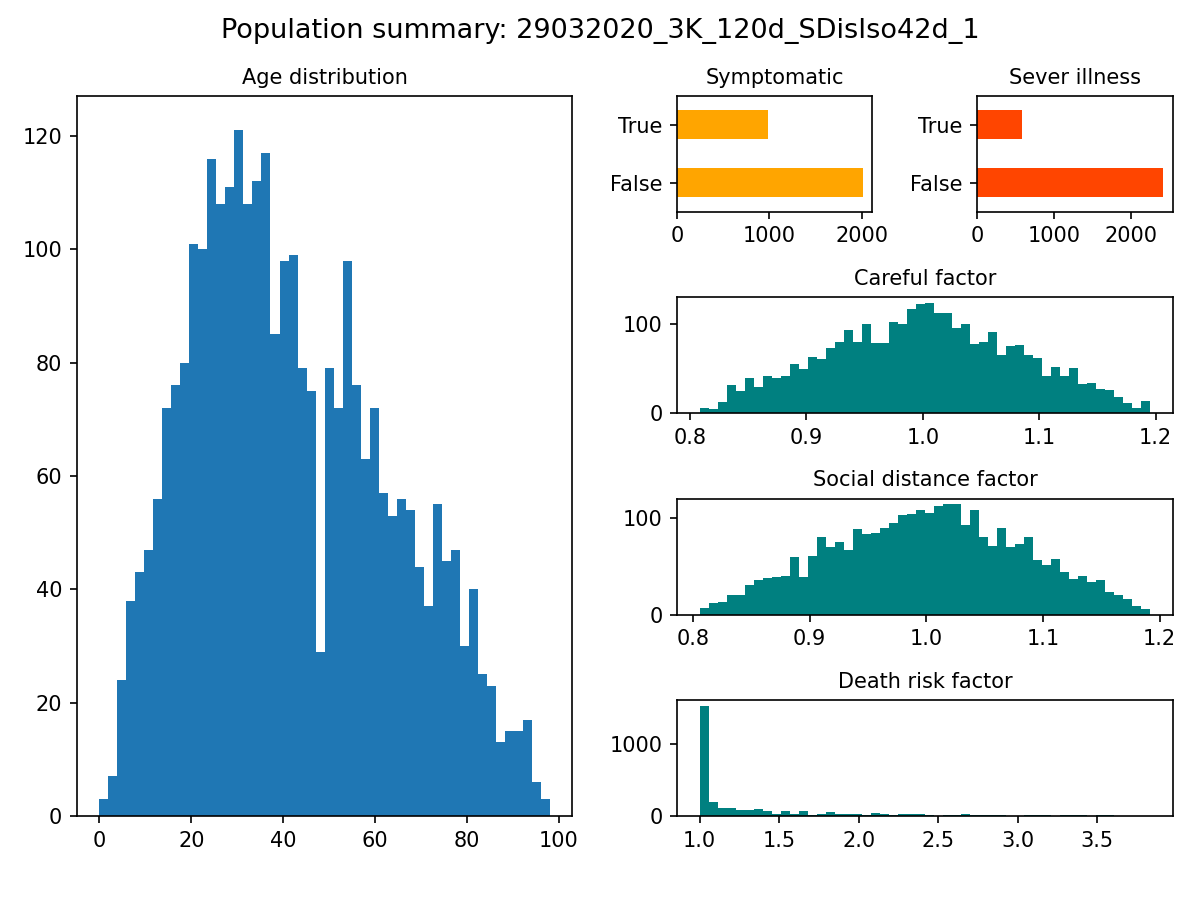 Population summary: 29032020_3K_120d_SDisIso42d_1
Age distribution
120
100
80
60
40
20
0
0 20 40 60 80 100
Symptomatic
True
False
0 1000 2000
Sever illness
True
False
0 1000 2000
Careful factor
100
0
0.8 0.9 1.0 1.1 1.2
Social distance factor
100
0
0.8 0.9 1.0 1.1 1.2
Death risk factor
1000
0
1.0 1.5 2.0 2.5 3.0 3.5